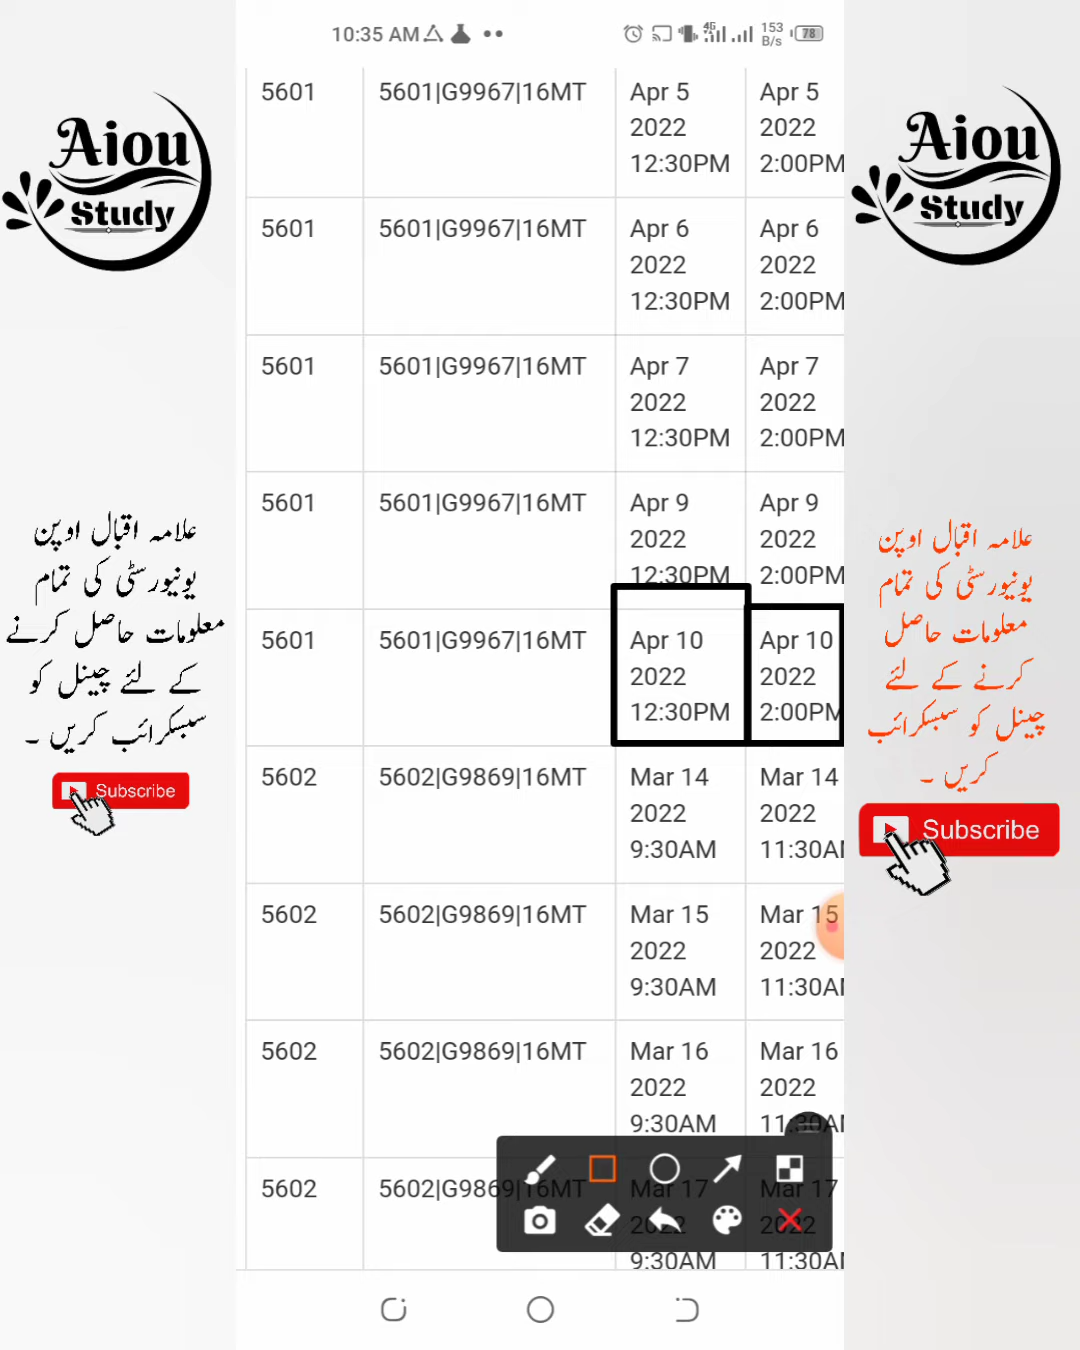 10:35 AM
4G
153 B/s
78
Aiou
Study
علامہ اقبال اوپن
یونیورسٹی کی تمام
معلومات حاصل کرنے
کے لئے چینل کو
سبسکرائب کریں ۔
Subscribe
5601 5601|G9967|16MT Apr 5 Apr 5
2022 2022
12:30PM 2:00PM
5601 5601|G9967|16MT Apr 6 Apr 6
2022 2022
12:30PM 2:00PM
5601 5601|G9967|16MT Apr 7 Apr 7
2022 2022
12:30PM 2:00PM
5601 5601|G9967|16MT Apr 9 Apr 9
2022 2022
12:30PM 2:00PM
5601 5601|G9967|16MT Apr 10 Apr 10
2022 2022
12:30PM 2:00PM
5602 5602|G9869|16MT Mar 14 Mar 14
2022 2022
9:30AM 11:30AM
5602 5602|G9869|16MT Mar 15 Mar 15
2022 2022
9:30AM 11:30AM
5602 5602|G9869|16MT Mar 16 Mar 16
2022 2022
9:30AM 11:30AM
5602 5602|G9869|16MT Mar 17 Mar 17
2022 2022
9:30AM 11:30AM
Aiou
Study
علامہ اقبال اوپن
یونیورسٹی کی تمام
معلومات حاصل
کرنے کے لئے
چینل کو سبسکرائب
کریں ۔
Subscribe